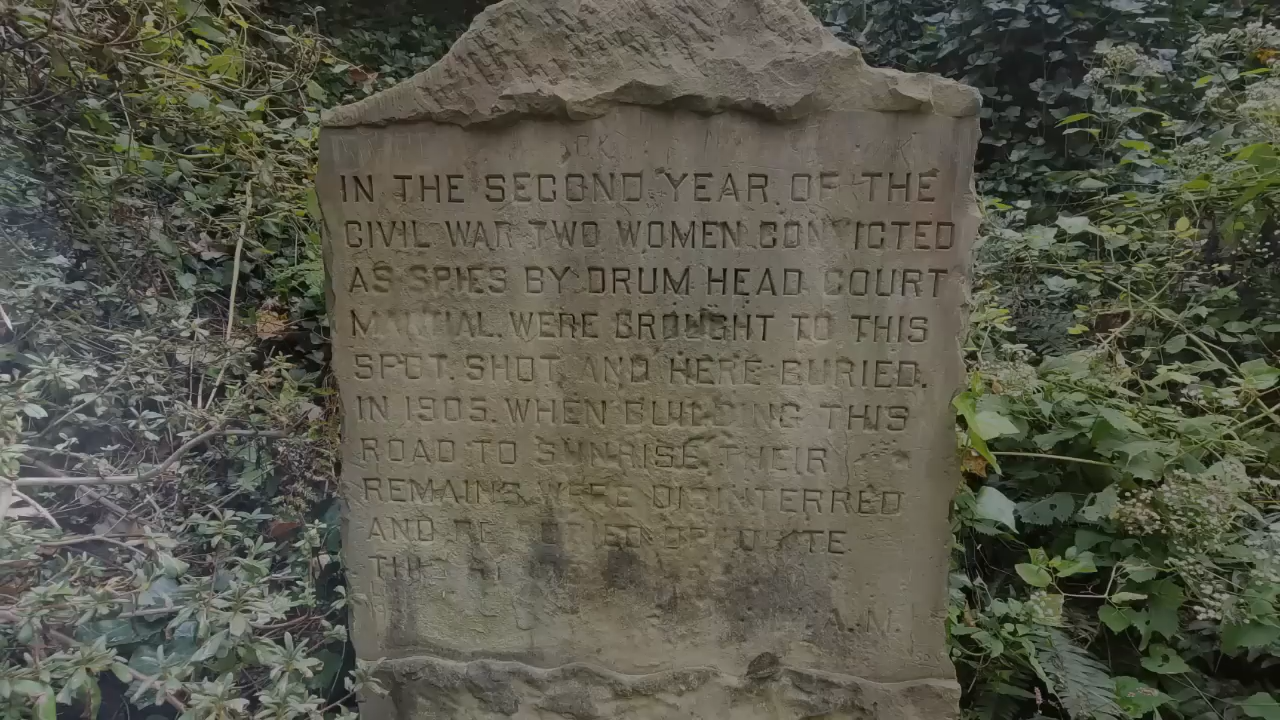 IN THE SECOND YEAR OF THE
CIVIL WAR TWO WOMEN CONVICTED
AS SPIES BY DRUM HEAD COURT
MARTIAL, WERE BROUGHT TO THIS
SPOT, SHOT, AND HERE BURIED.
IN 1905, WHEN BUILDING THIS
ROAD TO SUNRISE THEIR
REMAINS WERE DISINTERRED
AND OPPOSITE
A.M.